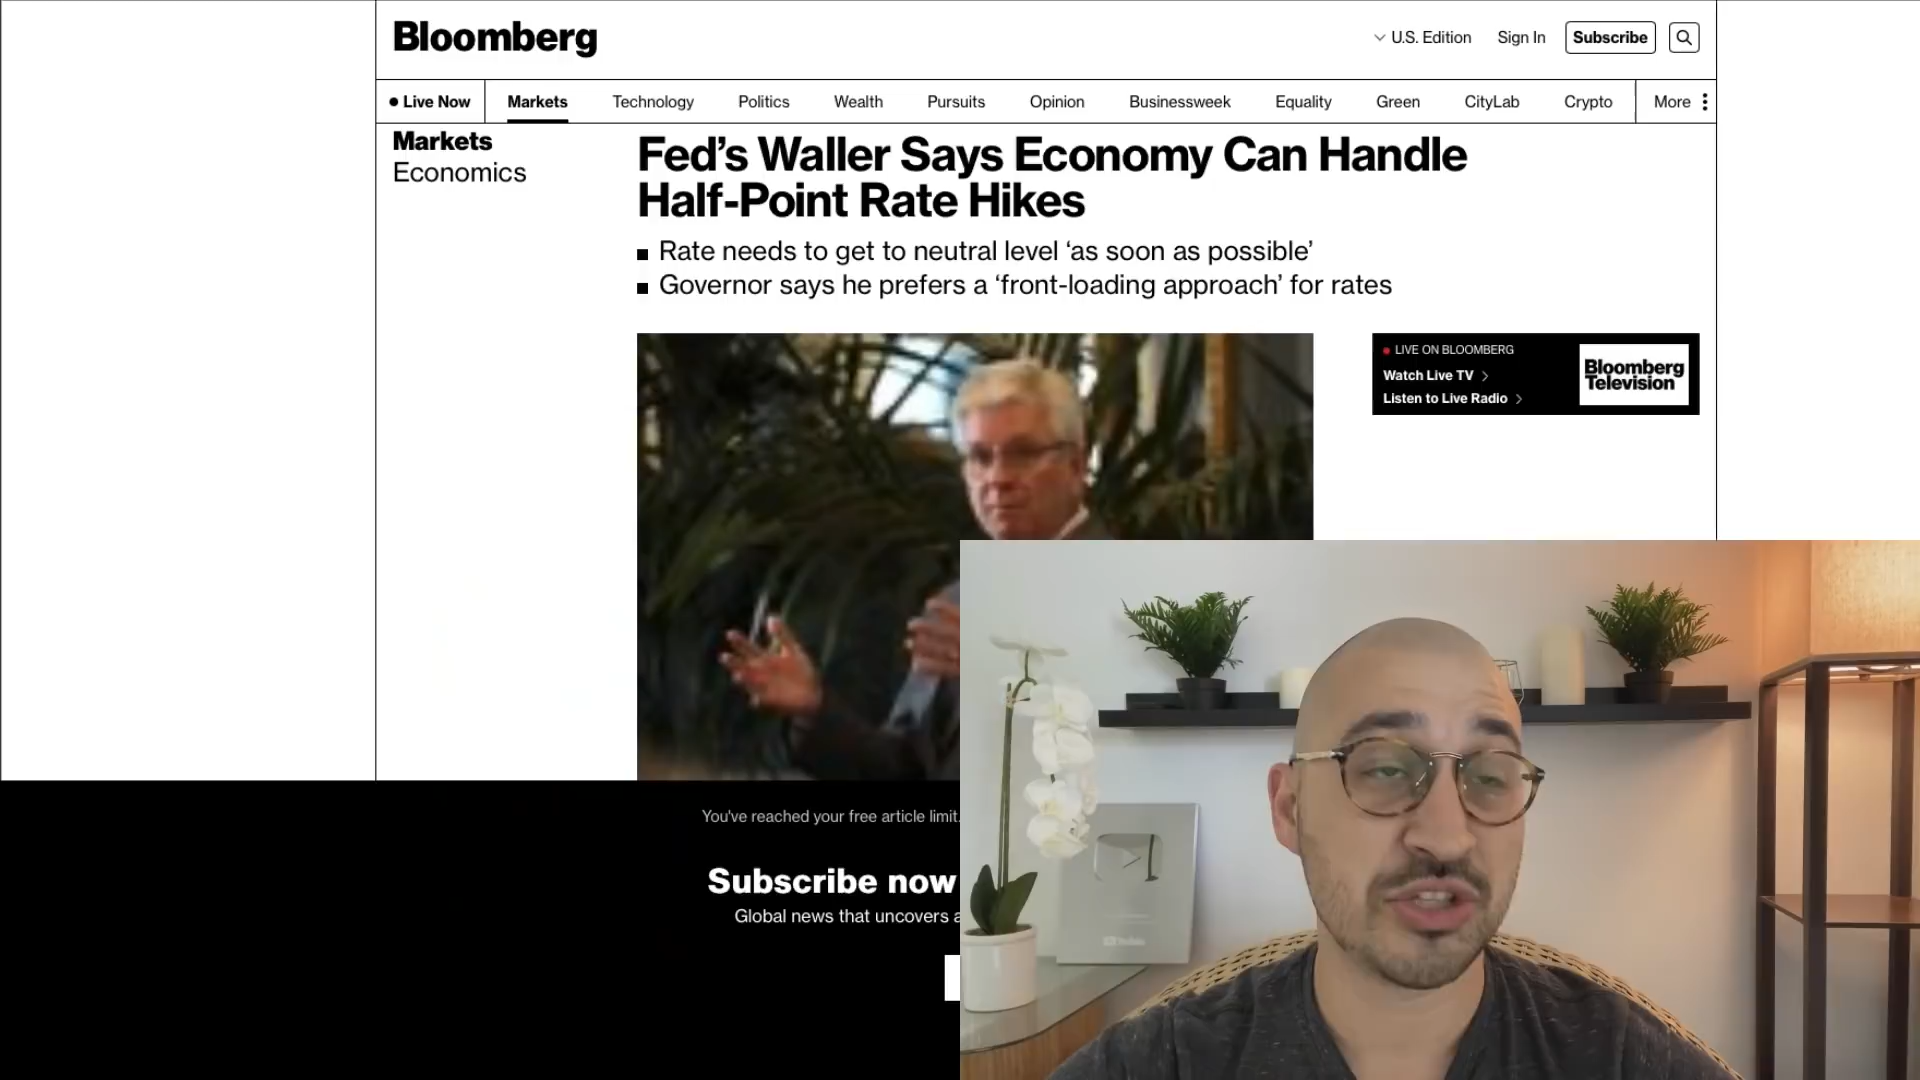 Bloomberg
U.S. Edition
Sign In
Subscribe
Live Now
Markets
Technology
Politics
Wealth
Pursuits
Opinion
Businessweek
Equality
Green
CityLab
Crypto
More
Markets
Economics
Fed’s Waller Says Economy Can Handle
Half-Point Rate Hikes
Rate needs to get to neutral level ‘as soon as possible’
Governor says he prefers a ‘front-loading approach’ for rates
LIVE ON BLOOMBERG
Watch Live TV
Listen to Live Radio
Bloomberg
Television
You've reached your free article limit.
Subscribe now
Global news that uncovers a